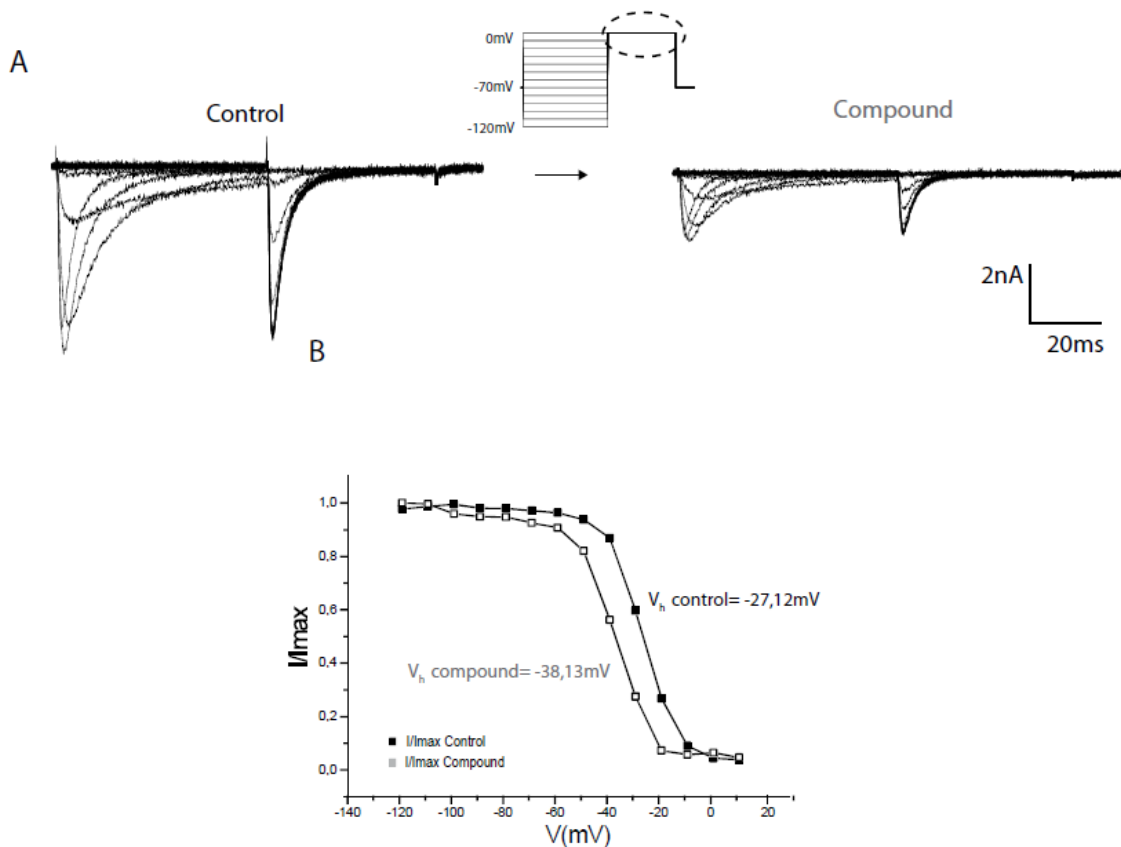 A
Control
0mV
-70mV
-120mV
Compound
2nA
20ms
B
1,0
0,8
0,6
0,4
0,2
0,0
I/Imax
V_h control= -27,12mV
V_h compound= -38,13mV
I/Imax Control
I/Imax Compound
-140 -120 -100 -80 -60 -40 -20 0 20
V(mV)